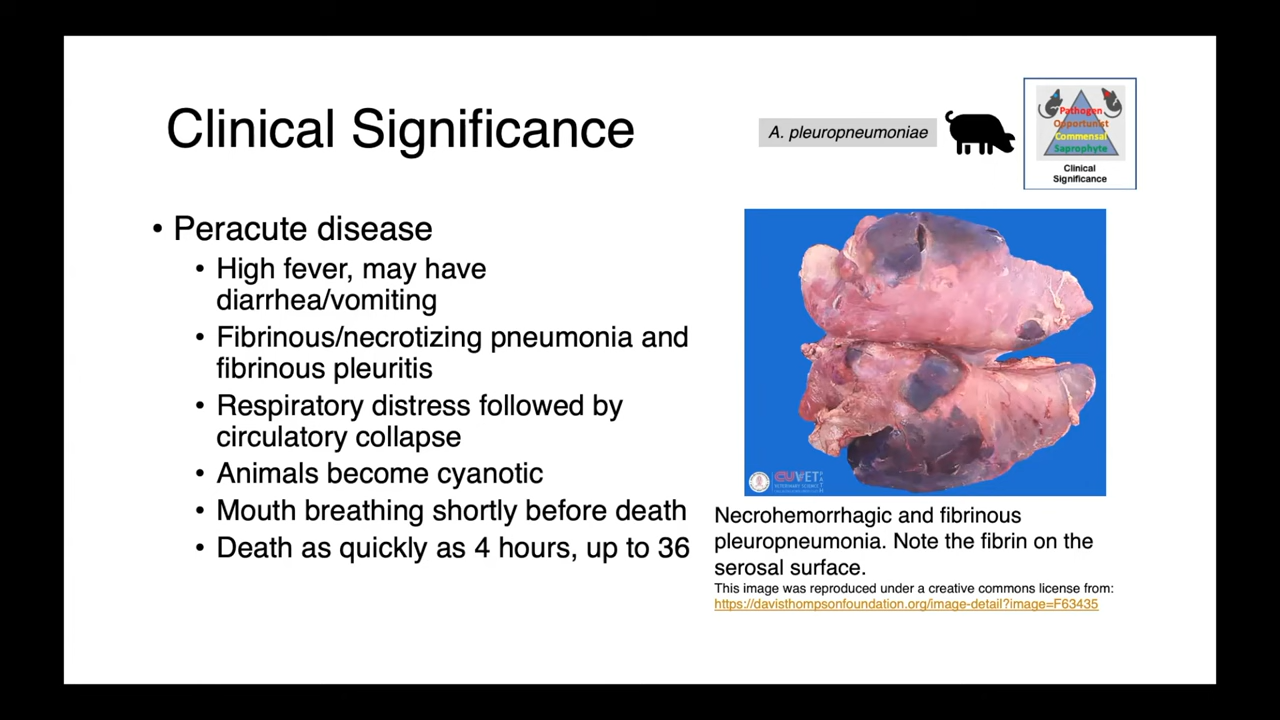 Clinical Significance
A. pleuropneumoniae
Pathogen
Opportunist
Commensal
Saprophyte
Clinical
Significance
• Peracute disease
• High fever, may have
diarrhea/vomiting
• Fibrinous/necrotizing pneumonia and
fibrinous pleuritis
• Respiratory distress followed by
circulatory collapse
• Animals become cyanotic
• Mouth breathing shortly before death
• Death as quickly as 4 hours, up to 36
CUVET
Necrohemorrhagic and fibrinous
pleuropneumonia. Note the fibrin on the
serosal surface.
This image was reproduced under a creative commons license from:
https://davisthompsonfoundation.org/image-detail?image=F63435